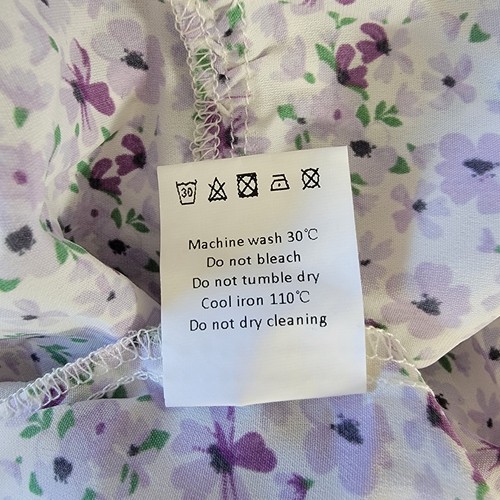 30
Machine wash 30℃
Do not bleach
Do not tumble dry
Cool iron 110℃
Do not dry cleaning